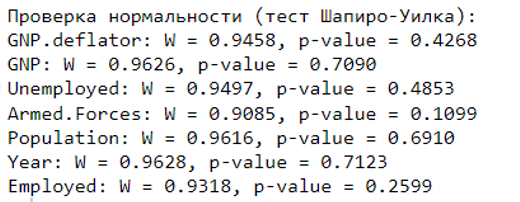 Проверка нормальности (тест Шапиро-Уилка):
GNP.deflator: W = 0.9458, p-value = 0.4268
GNP: W = 0.9626, p-value = 0.7090
Unemployed: W = 0.9497, p-value = 0.4853
Armed.Forces: W = 0.9085, p-value = 0.1099
Population: W = 0.9616, p-value = 0.6910
Year: W = 0.9628, p-value = 0.7123
Employed: W = 0.9318, p-value = 0.2599